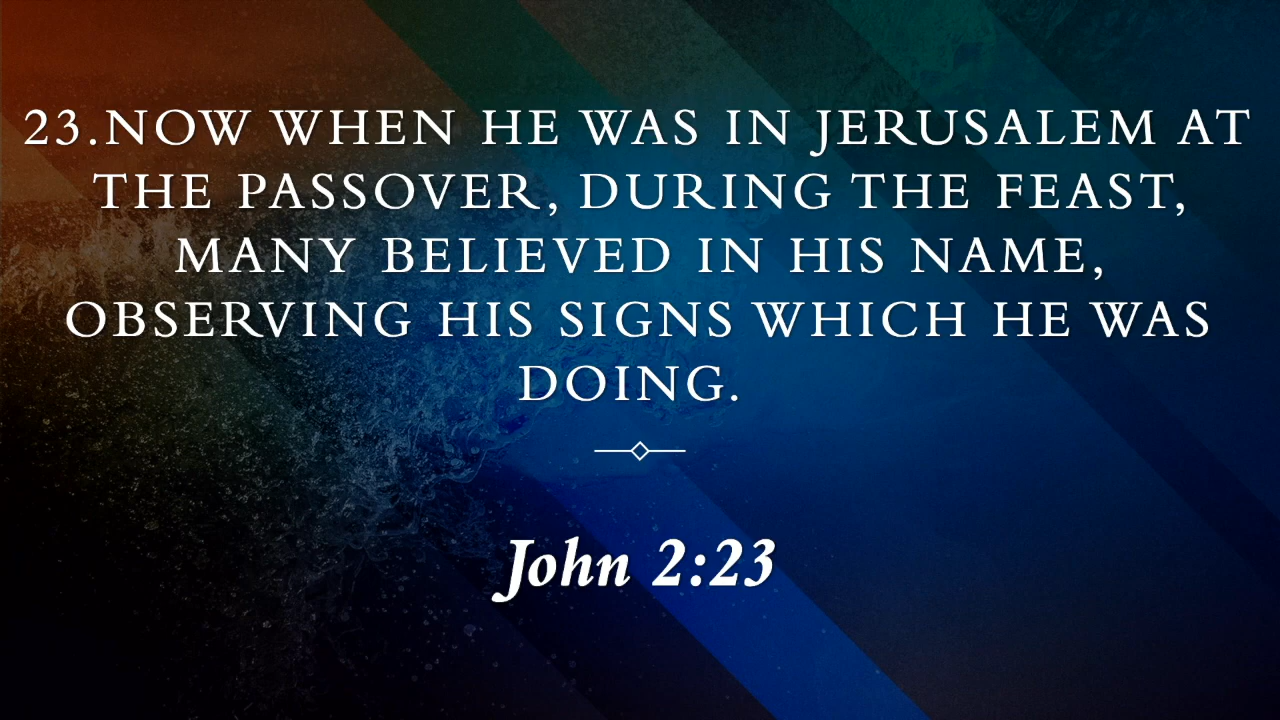 23.NOW WHEN HE WAS IN JERUSALEM AT
THE PASSOVER, DURING THE FEAST,
MANY BELIEVED IN HIS NAME,
OBSERVING HIS SIGNS WHICH HE WAS
DOING.
John 2:23